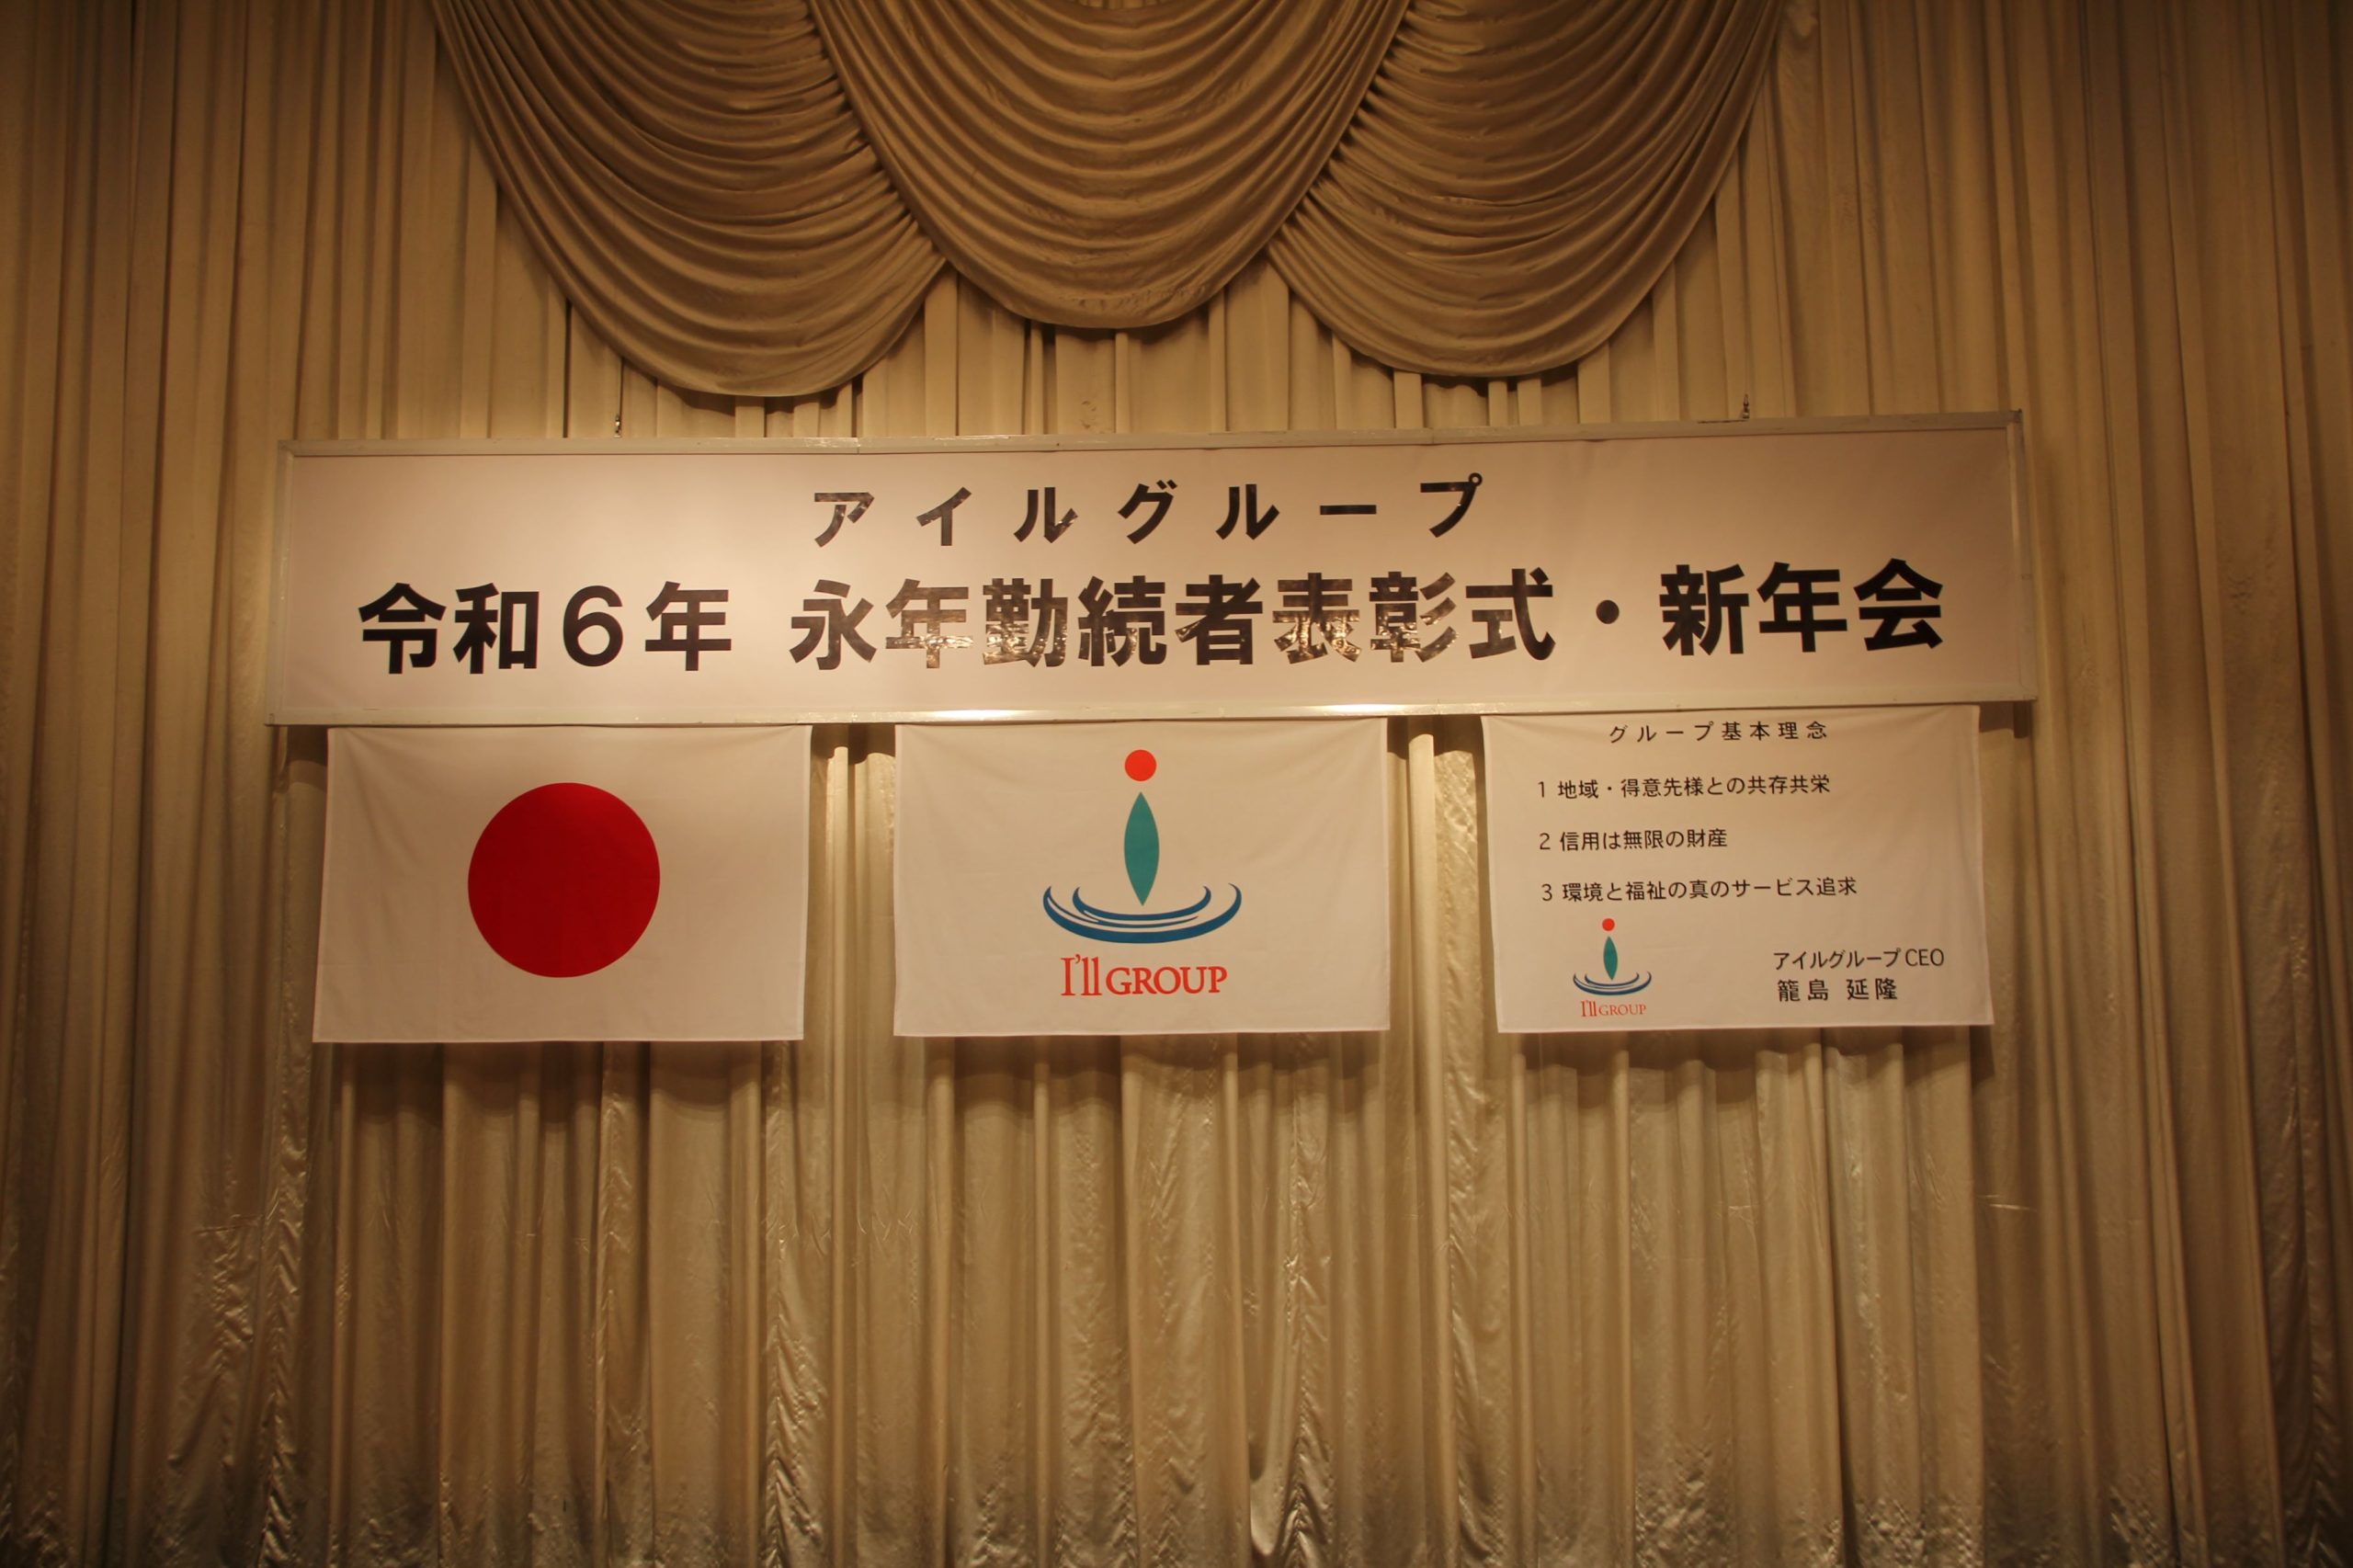 アイルグループ
令和6年 永年勤続者表彰式・新年会
I'll GROUP
グループ基本理念
1 地域・得意先様との共存共栄
2 信用は無限の財産
3 環境と福祉の真のサービス追求
I'll GROUP
アイルグループCEO
籠島 延隆